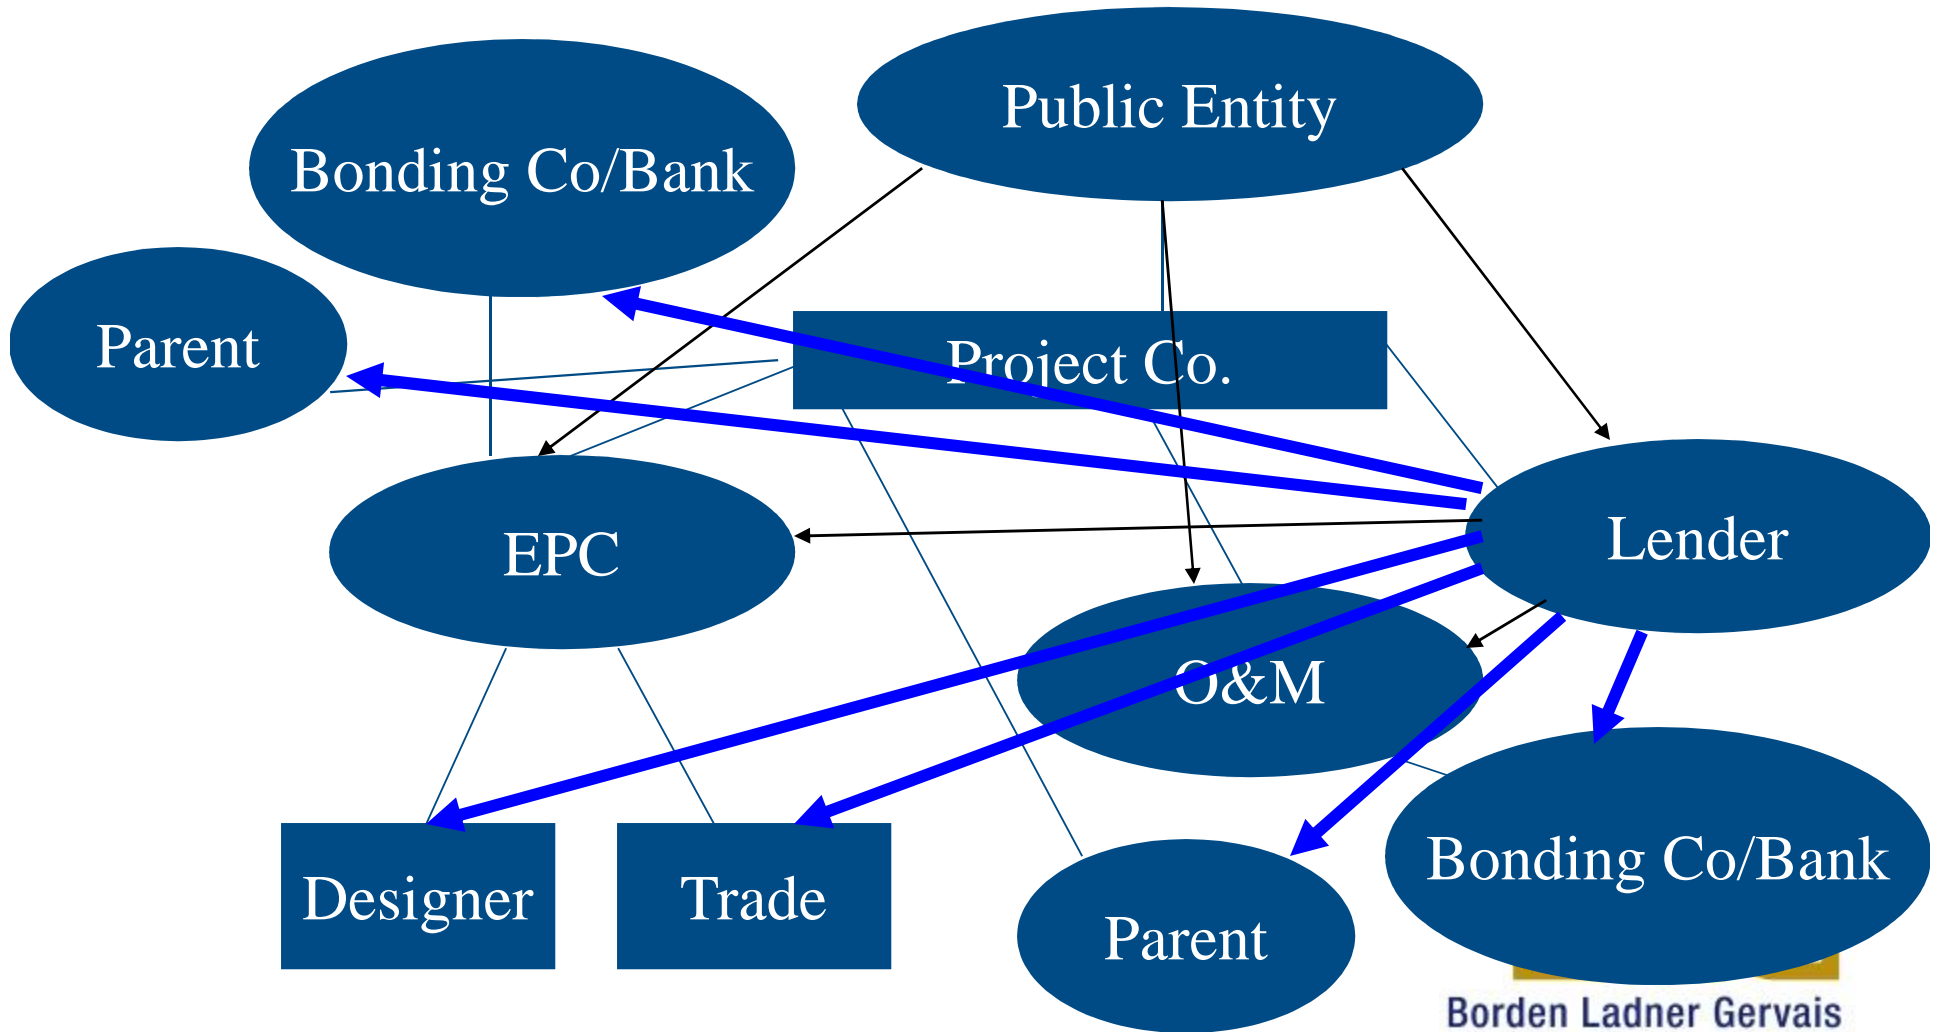 Public Entity
Bonding Co/Bank
Parent
Project Co.
EPC
Lender
O&M
Designer
Trade
Parent
Bonding Co/Bank
Borden Ladner Gervais